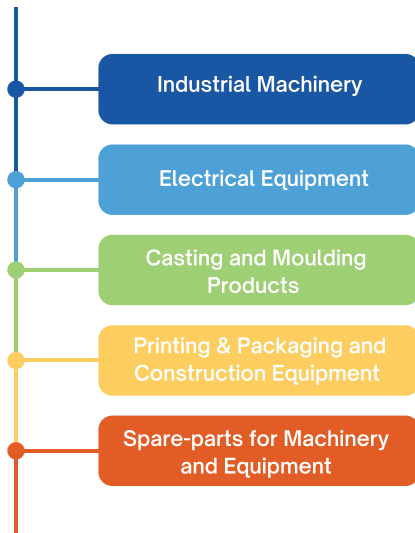 Industrial Machinery
Electrical Equipment
Casting and Moulding
Products
Printing & Packaging and
Construction Equipment
Spare-parts for Machinery
and Equipment